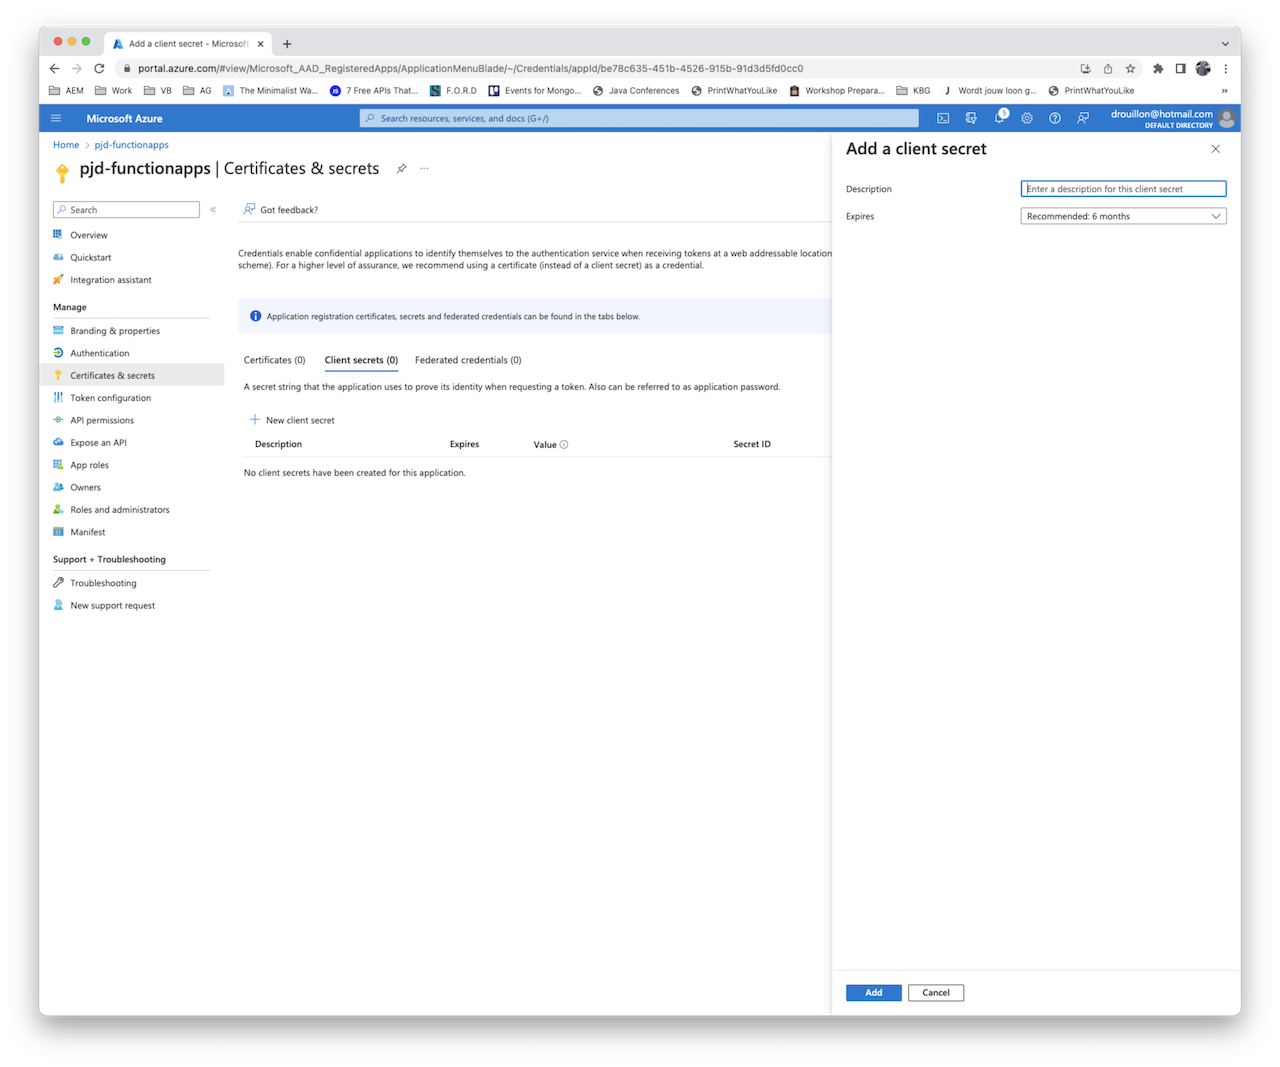 Add a client secret - Microsoft
portal.azure.com/#view/Microsoft_AAD_RegisteredApps/ApplicationMenuBlade/~/Credentials/appId/be78c635-451b-4526-915b-91d3d5fd0cc0
AEM Work VB AG The Minimalist Wa... 7 Free APIs That... F.O.R.D Events for Mongo... Java Conferences PrintWhatYouLike Workshop Prepara... KBG Wordt jouw loon g... PrintWhatYouLike »
Microsoft Azure
Search resources, services, and docs (G+/)
drouillon@hotmail.com
DEFAULT DIRECTORY
Home > pjd-functionapps
pjd-functionapps | Certificates & secrets ...
Search «
Overview
Quickstart
Integration assistant
Manage
Branding & properties
Authentication
Certificates & secrets
Token configuration
API permissions
Expose an API
App roles
Owners
Roles and administrators
Manifest
Support + Troubleshooting
Troubleshooting
New support request
Got feedback?
Credentials enable confidential applications to identify themselves to the authentication service when receiving tokens at a web addressable location
scheme). For a higher level of assurance, we recommend using a certificate (instead of a client secret) as a credential.
Application registration certificates, secrets and federated credentials can be found in the tabs below.
Certificates (0) Client secrets (0) Federated credentials (0)
A secret string that the application uses to prove its identity when requesting a token. Also can be referred to as application password.
New client secret
Description Expires Value Secret ID
No client secrets have been created for this application.
Add a client secret
Description Enter a description for this client secret
Expires Recommended: 6 months
Add Cancel